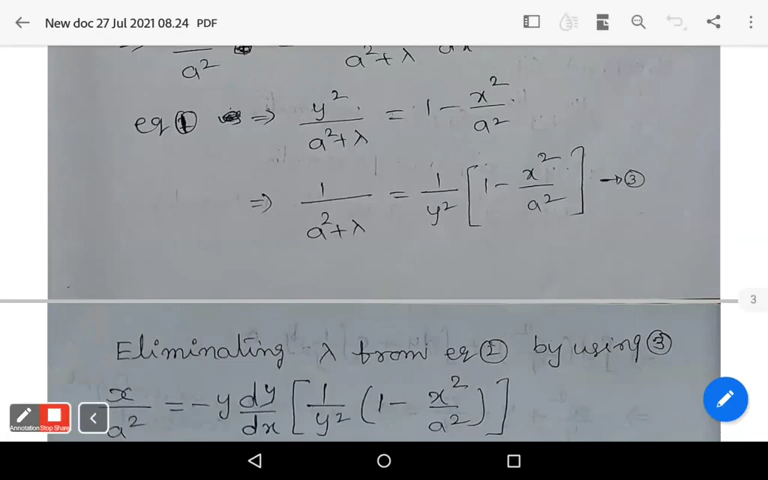 New doc 27 Jul 2021 08.24 PDF
a² a²+λ
eq ① ⇒ y²/(a²+λ) = 1 - x²/a²
⇒ 1/(a²+λ) = 1/y² [1 - x²/a²] → ③
3
Eliminating λ from eq ② by using ③
x/a² = -y dy/dx [1/y² (1 - x²/a²)]
Annotation Stop Share